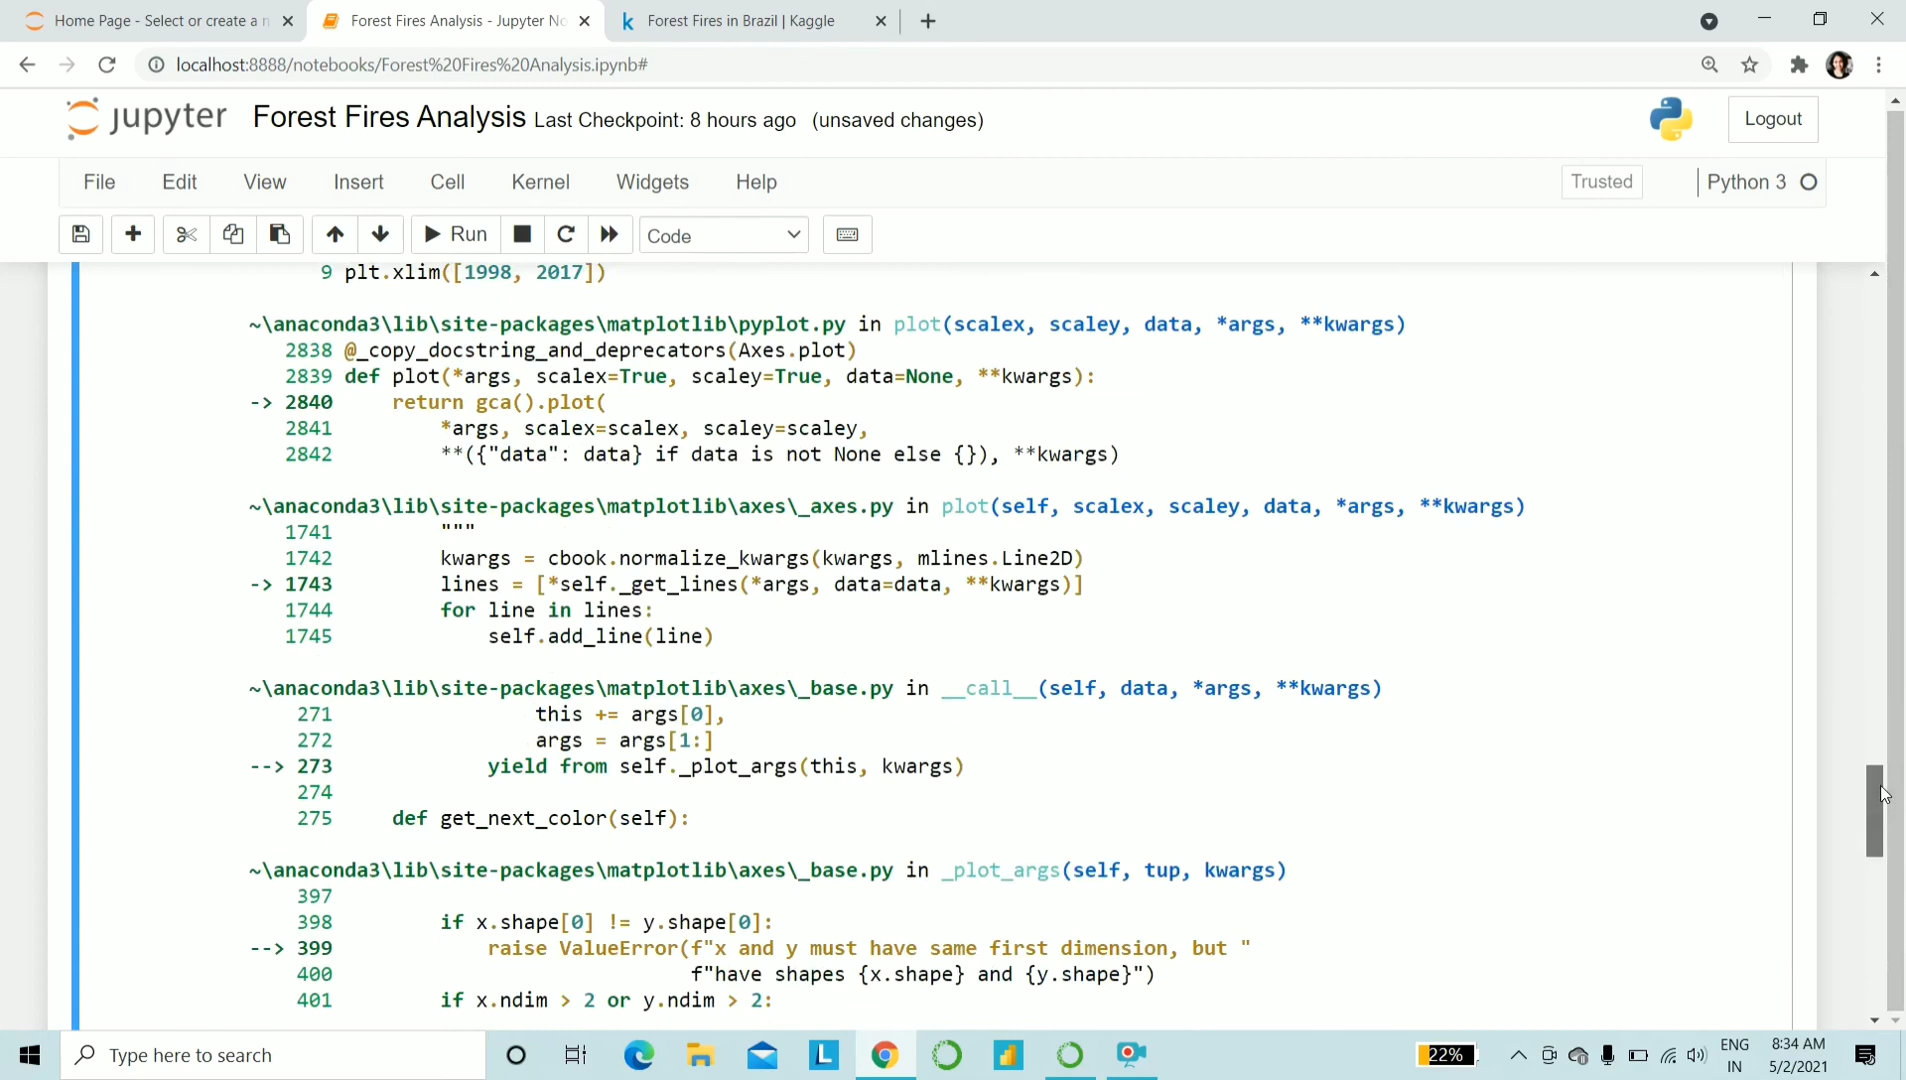 Home Page - Select or create a n
Forest Fires Analysis - Jupyter No
Forest Fires in Brazil | Kaggle
localhost:8888/notebooks/Forest%20Fires%20Analysis.ipynb#
jupyter Forest Fires Analysis Last Checkpoint: 8 hours ago (unsaved changes)
Logout
File Edit View Insert Cell Kernel Widgets Help Trusted Python 3
Run Code
9 plt.xlim([1998, 2017])
~\anaconda3\lib\site-packages\matplotlib\pyplot.py in plot(scalex, scaley, data, *args, **kwargs)
2838 @_copy_docstring_and_deprecators(Axes.plot)
2839 def plot(*args, scalex=True, scaley=True, data=None, **kwargs):
-> 2840     return gca().plot(
2841         *args, scalex=scalex, scaley=scaley,
2842         **({"data": data} if data is not None else {}), **kwargs)
~\anaconda3\lib\site-packages\matplotlib\axes\_axes.py in plot(self, scalex, scaley, data, *args, **kwargs)
1741         """
1742         kwargs = cbook.normalize_kwargs(kwargs, mlines.Line2D)
-> 1743         lines = [*self._get_lines(*args, data=data, **kwargs)]
1744         for line in lines:
1745             self.add_line(line)
~\anaconda3\lib\site-packages\matplotlib\axes\_base.py in __call__(self, data, *args, **kwargs)
271                 this += args[0],
272                 args = args[1:]
--> 273             yield from self._plot_args(this, kwargs)
274
275     def get_next_color(self):
~\anaconda3\lib\site-packages\matplotlib\axes\_base.py in _plot_args(self, tup, kwargs)
397
398         if x.shape[0] != y.shape[0]:
--> 399             raise ValueError(f"x and y must have same first dimension, but "
400                              f"have shapes {x.shape} and {y.shape}")
401         if x.ndim > 2 or y.ndim > 2:
Type here to search
22%
ENG
IN
8:34 AM
5/2/2021